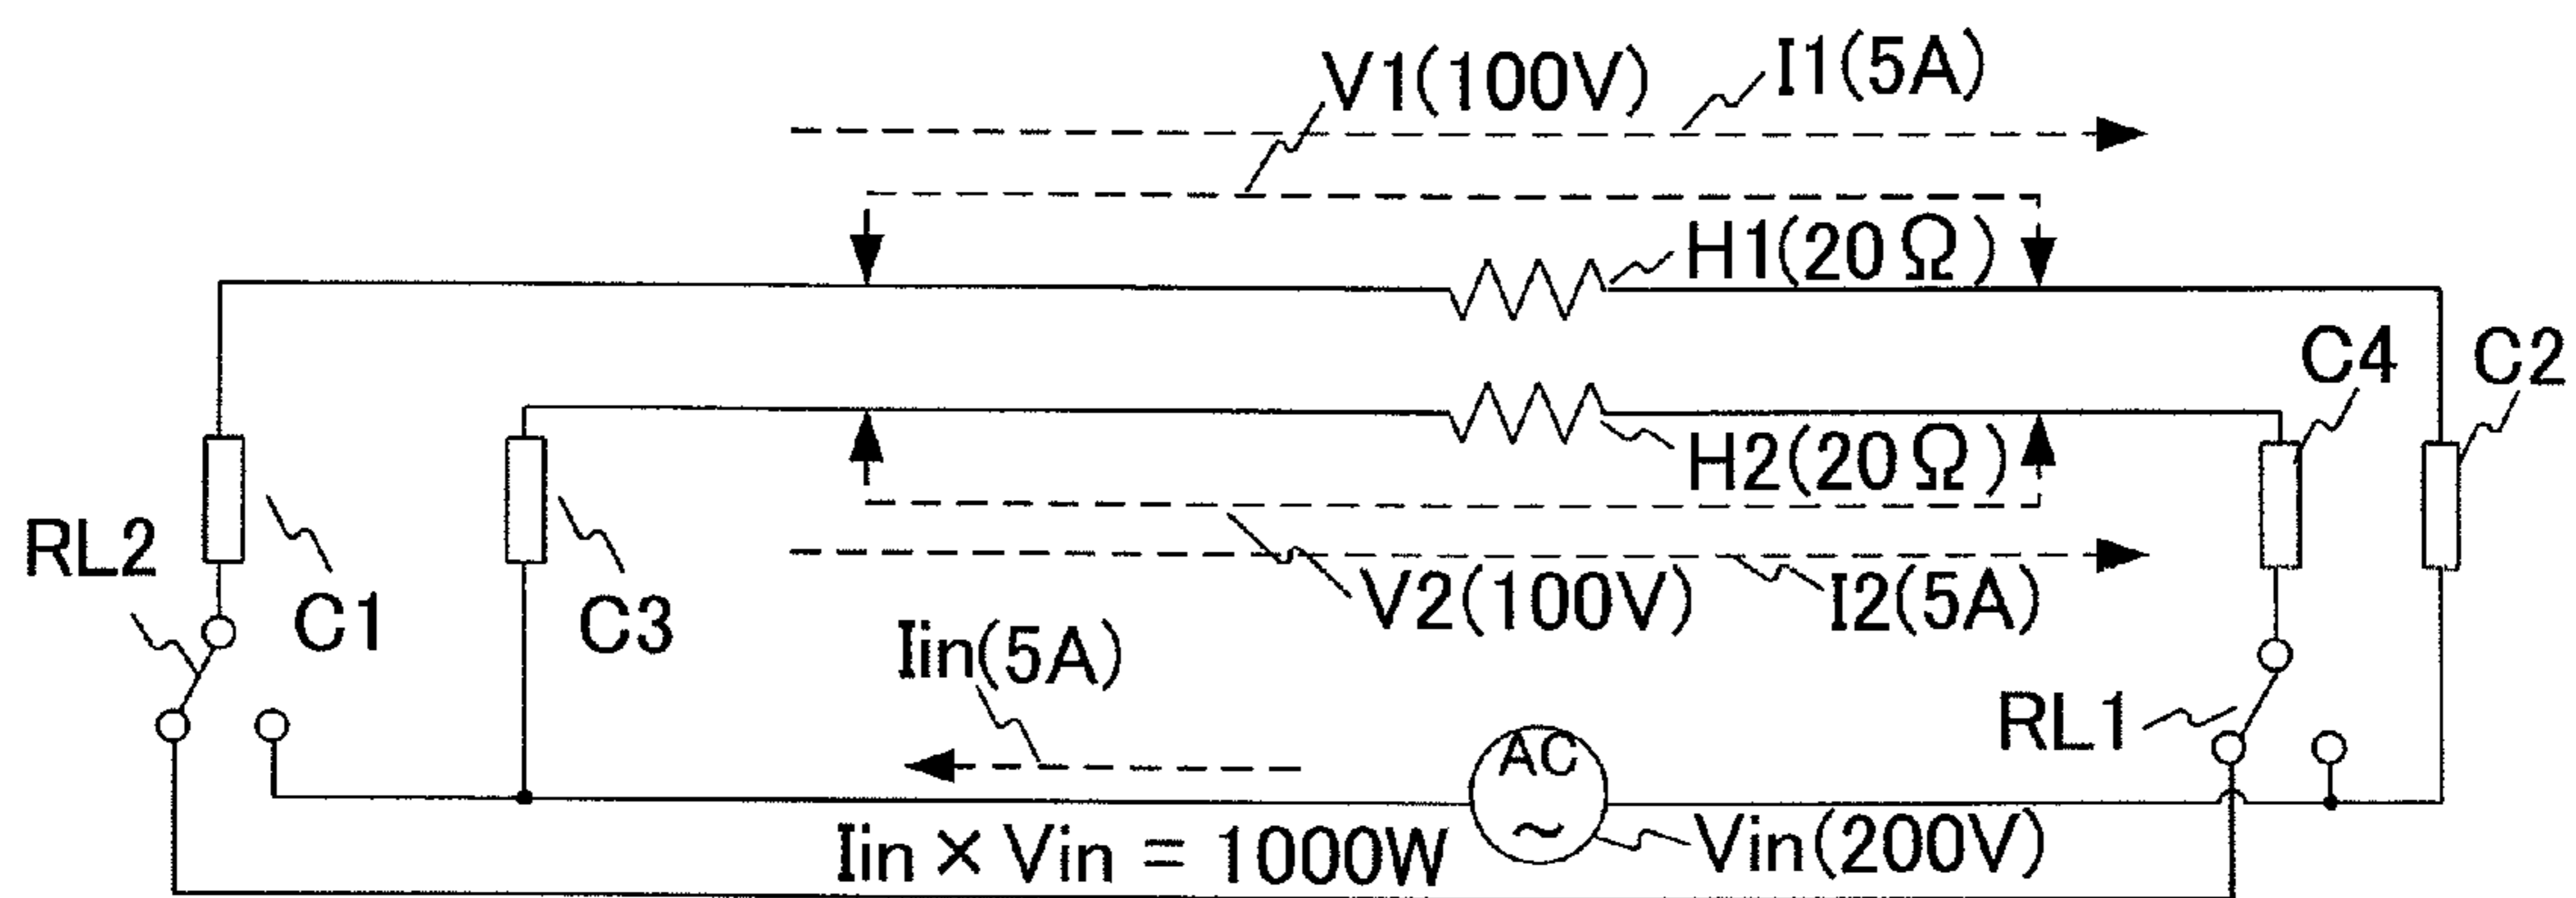 V1(100V)
I1(5A)
H1(20Ω)
C4
C2
H2(20Ω)
RL2
C1
C3
V2(100V)
I2(5A)
Iin(5A)
RL1
AC
~
Iin × Vin = 1000W
Vin(200V)